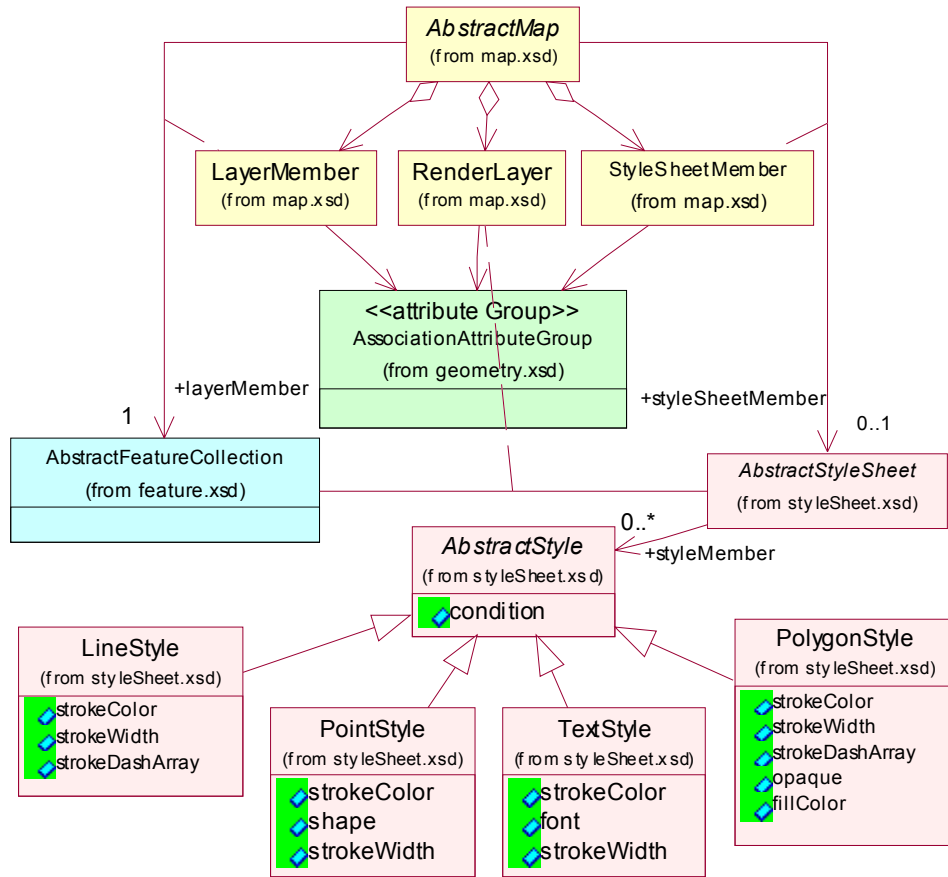 AbstractMap
(from map.xsd)
LayerMember
(from map.xsd)
RenderLayer
(from map.xsd)
StyleSheetMember
(from map.xsd)
<<attribute Group>>
AssociationAttributeGroup
(from geometry.xsd)
+layerMember
1
+styleSheetMember
0..1
AbstractFeatureCollection
(from feature.xsd)
AbstractStyleSheet
(from styleSheet.xsd)
0..*
+styleMember
AbstractStyle
(from styleSheet.xsd)
condition
LineStyle
(from styleSheet.xsd)
strokeColor
strokeWidth
strokeDashArray
PointStyle
(from styleSheet.xsd)
strokeColor
shape
strokeWidth
TextStyle
(from styleSheet.xsd)
strokeColor
font
strokeWidth
PolygonStyle
(from styleSheet.xsd)
strokeColor
strokeWidth
strokeDashArray
opaque
fillColor